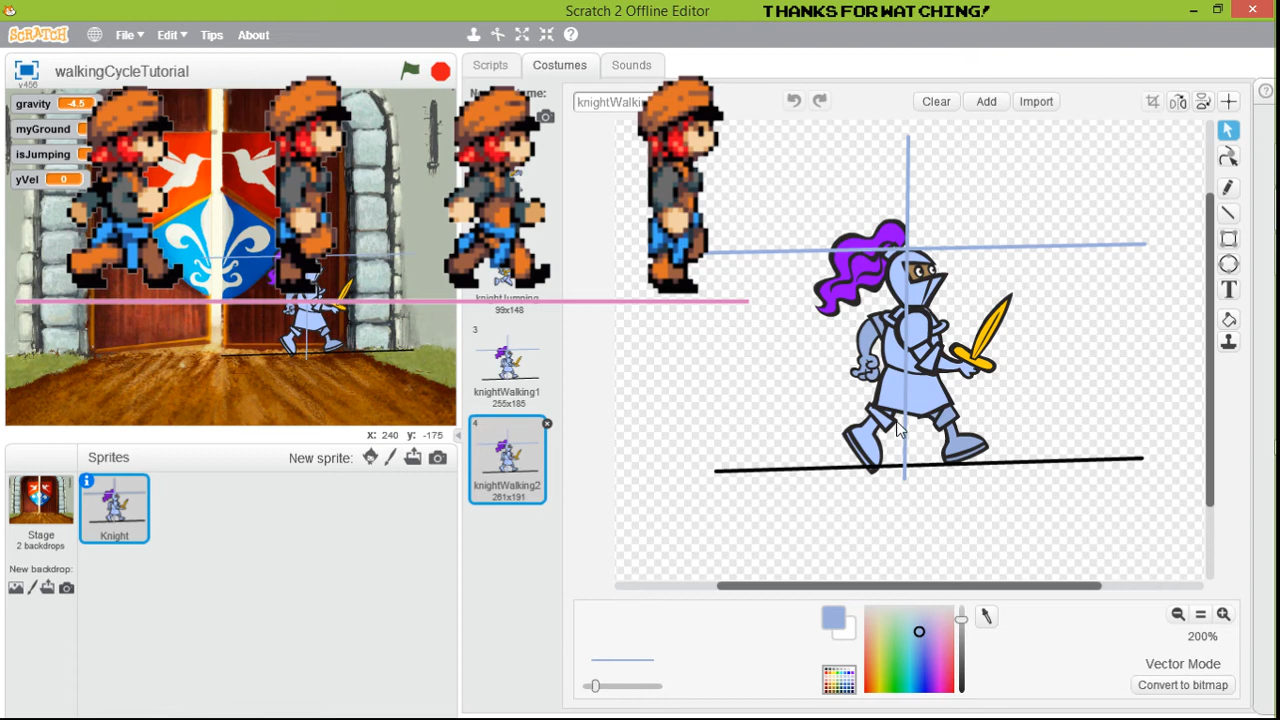 Scratch 2 Offline Editor
THANKS FOR WATCHING!
SCRATCH
File
Edit
Tips
About
walkingCycleTutorial
v456
Scripts
Costumes
Sounds
knightWalki
Clear
Add
Import
gravity -4.5
myGround
isJumping
yVel 0
99x148
3
knightWalking1
255x185
4
knightWalking2
261x191
x: 240 y: -175
Sprites
New sprite:
Stage
2 backdrops
New backdrop:
Knight
T
200%
Vector Mode
Convert to bitmap